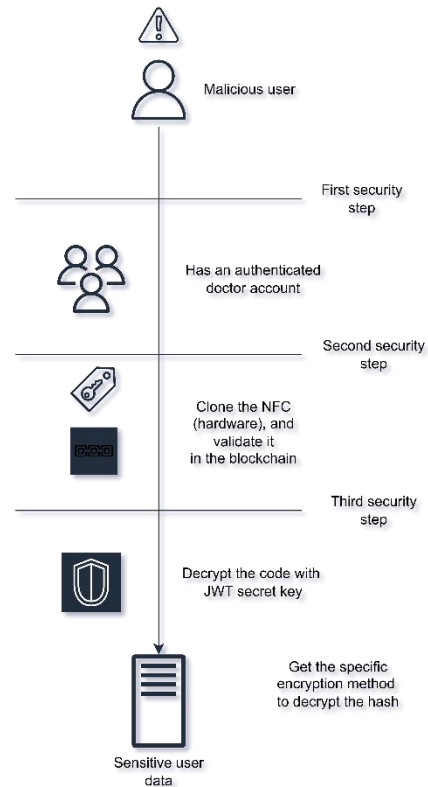 Malicious user
First security
step
Has an authenticated
doctor account
Second security
step
Clone the NFC
(hardware), and
validate it
in the blockchain
Third security
step
Decrypt the code with
JWT secret key
Get the specific
encryption method
to decrypt the hash
Sensitive user
data